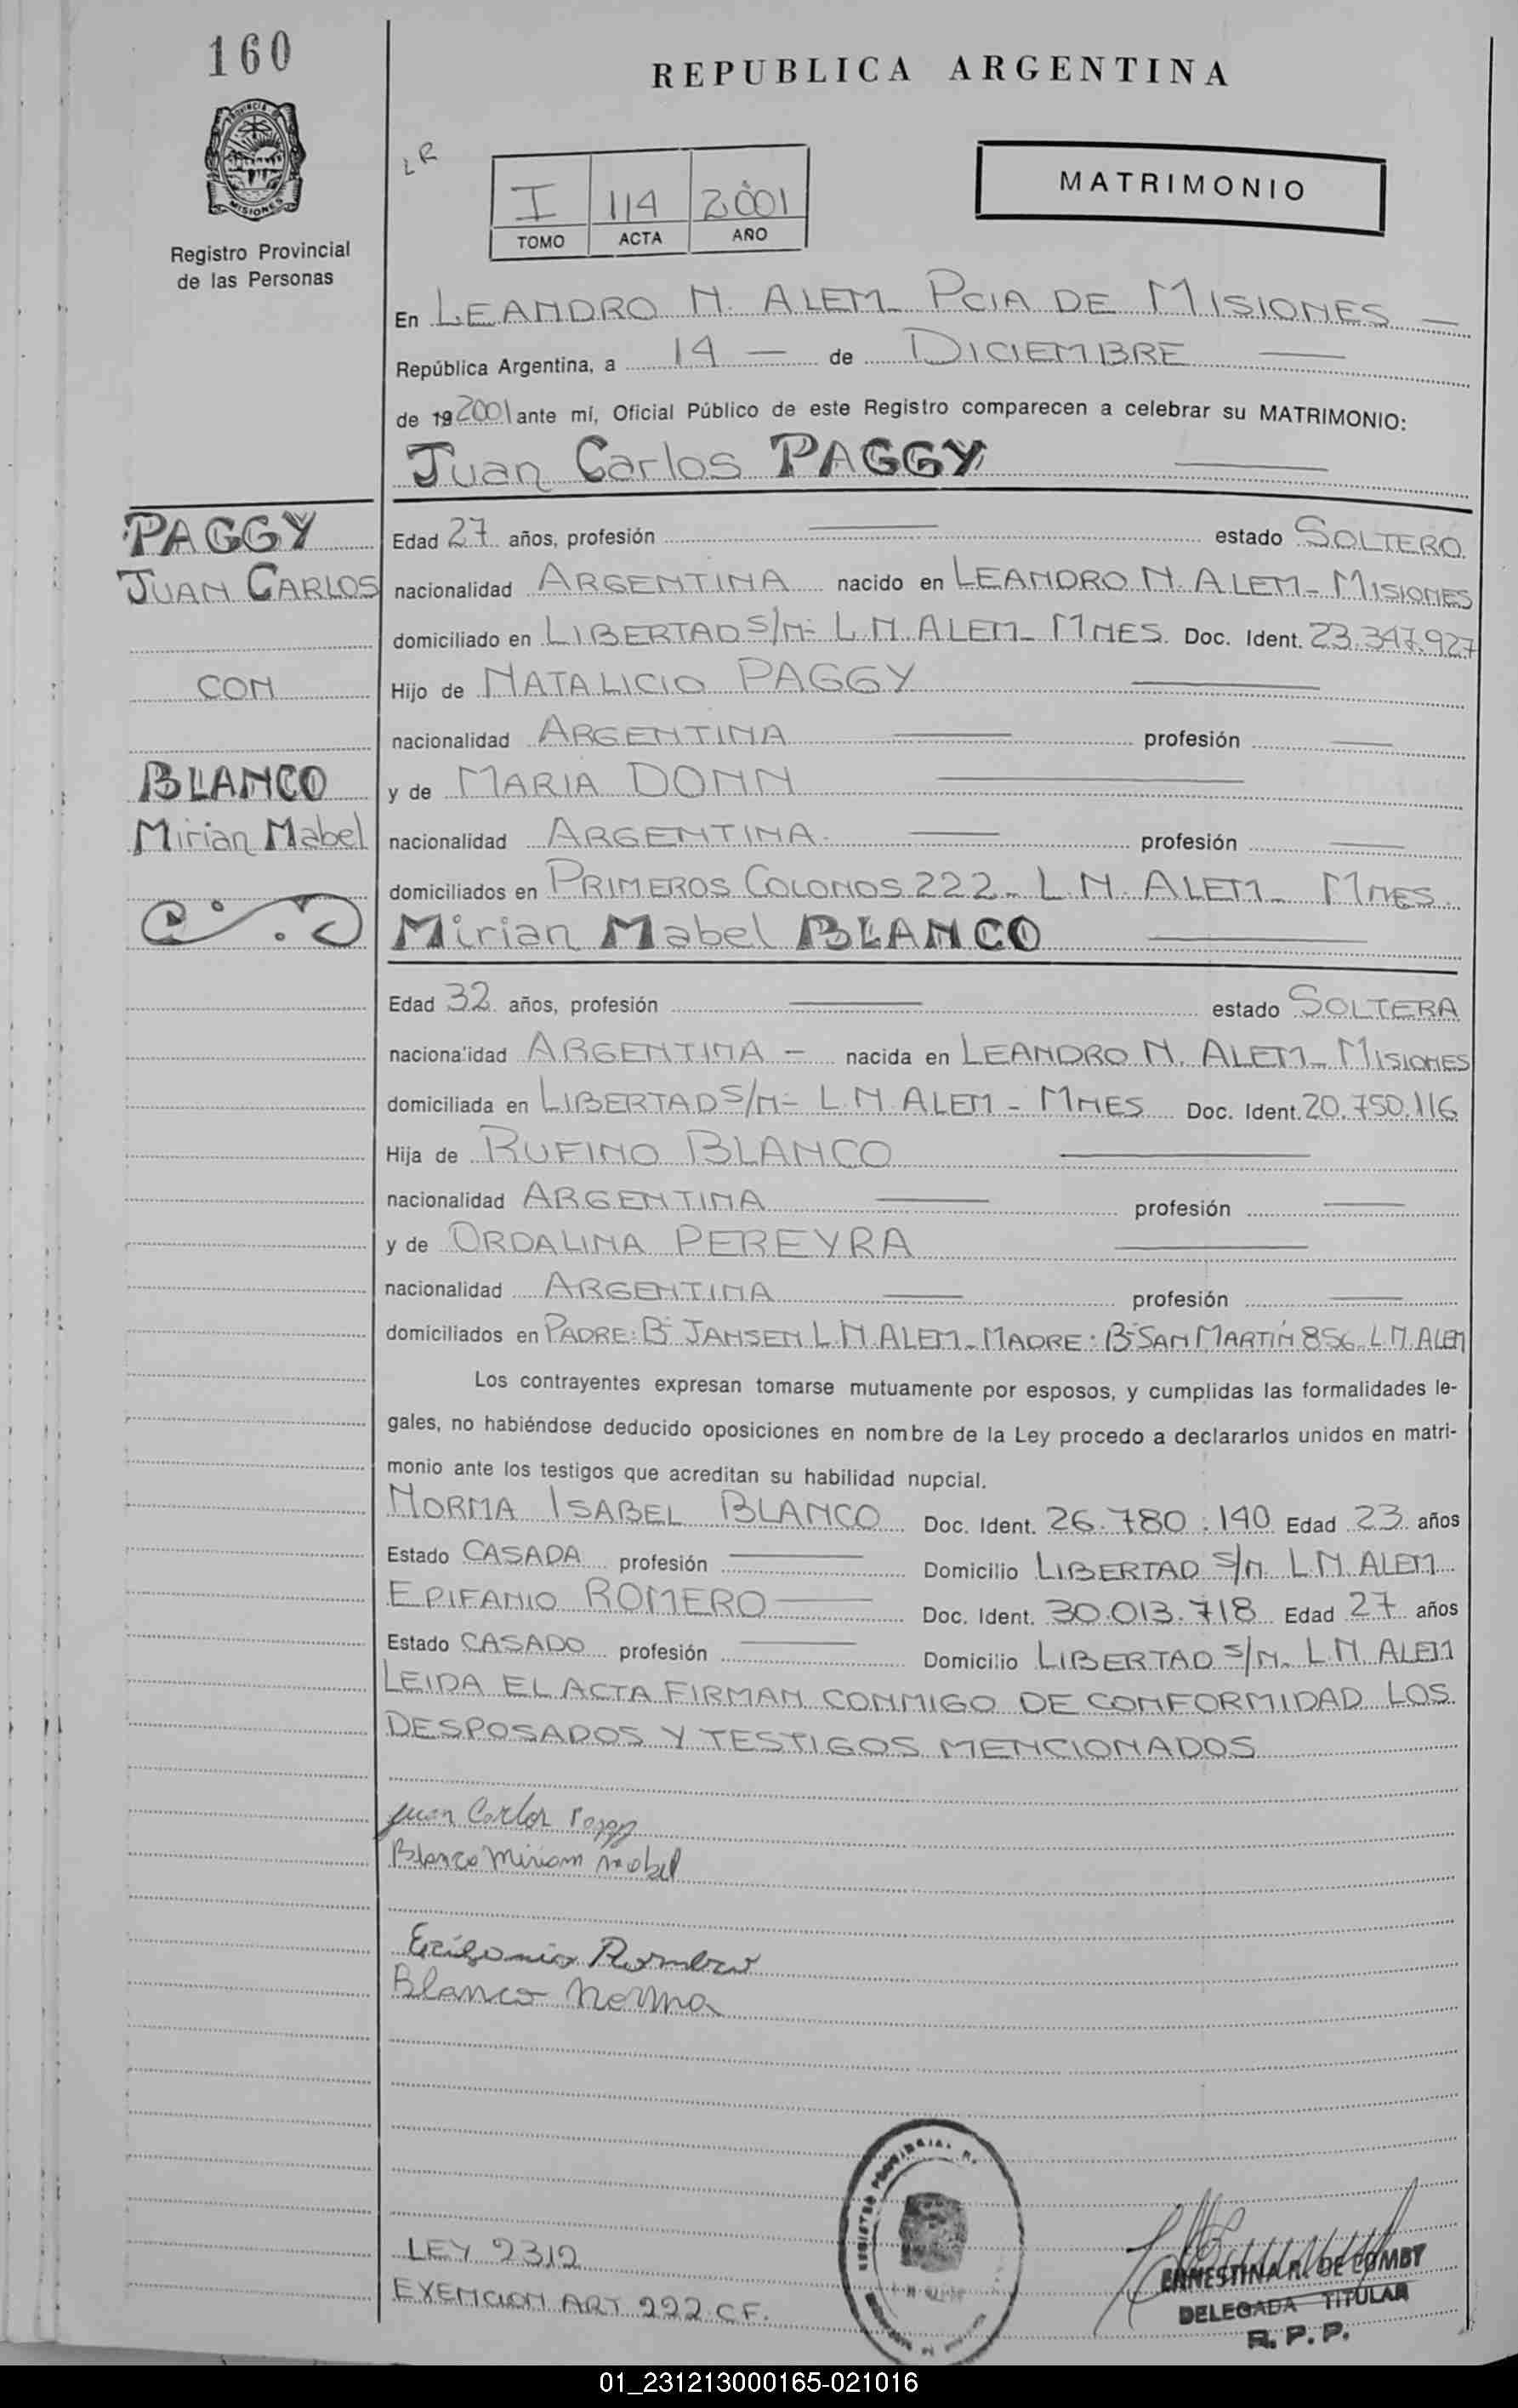 160
REPUBLICA ARGENTINA
PROVINCIA
MISIONES
Registro Provincial
de las Personas
LR
I 114 2001
TOMO ACTA AÑO
MATRIMONIO
En LEANDRO N. ALEM PCIA DE MISIONES —
República Argentina, a 14 — de DICIEMBRE —
de 19 2001 ante mí, Oficial Público de este Registro comparecen a celebrar su MATRIMONIO:
Juan Carlos PAGGY —
PAGGY
JUAN CARLOS
CON
BLANCO
Mirian Mabel
Edad 27 años, profesión — estado SOLTERO
nacionalidad ARGENTINA nacido en LEANDRO N. ALEM - MISIONES
domiciliado en LIBERTAD S/N- L.N. ALEM - MNES. Doc. Ident. 23.347.927
Hijo de NATALICIO PAGGY —
nacionalidad ARGENTINA — profesión —
y de MARIA DONN —
nacionalidad ARGENTINA. — profesión —
domiciliados en PRIMEROS COLONOS 222 - L.N. ALEM - MNES.
Mirian Mabel BLANCO —
Edad 32 años, profesión — estado SOLTERA
naciona'idad ARGENTINA — nacida en LEANDRO N. ALEM - MISIONES
domiciliada en LIBERTAD S/N- L.N. ALEM - MNES Doc. Ident. 20.750.116
Hija de RUFINO BLANCO —
nacionalidad ARGENTINA — profesión —
y de ORDALINA PEREYRA —
nacionalidad ARGENTINA — profesión —
domiciliados en PADRE: B° JANSEN L.N. ALEM - MADRE: B° SAN MARTIN 856 - L.N. ALEM
Los contrayentes expresan tomarse mutuamente por esposos, y cumplidas las formalidades le-
gales, no habiéndose deducido oposiciones en nombre de la Ley procedo a declararlos unidos en matri-
monio ante los testigos que acreditan su habilidad nupcial.
NORMA ISABEL BLANCO Doc. Ident. 26.780.140 Edad 23 años
Estado CASADA profesión — Domicilio LIBERTAD S/N. L.N. ALEM
EPIFANIO ROMERO — Doc. Ident. 30.013.718 Edad 27 años
Estado CASADO profesión — Domicilio LIBERTAD S/N. L.N. ALEM
LEIDA EL ACTA FIRMAN CONMIGO DE CONFORMIDAD LOS
DESPOSADOS Y TESTIGOS MENCIONADOS
Juan Carlos Paggy
Blanco Miriam Mabel
Epifanio Romero
Blanco Norma
REGISTRO PROVINCIAL
LEY 2312
EXENCION ART 222 C.F.
ERNESTINA R. DE COMBY
DELEGADA TITULAR
R.P.P.
01_231213000165-021016